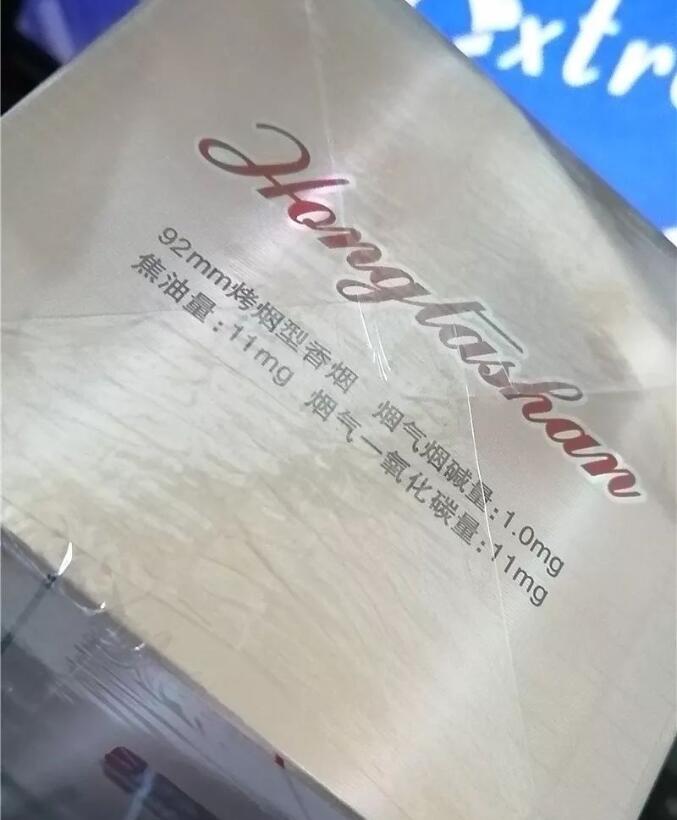 extr
Hongtashan
92mm烤烟型香烟 烟气烟碱量:1.0mg
焦油量:11mg 烟气一氧化碳量:11mg